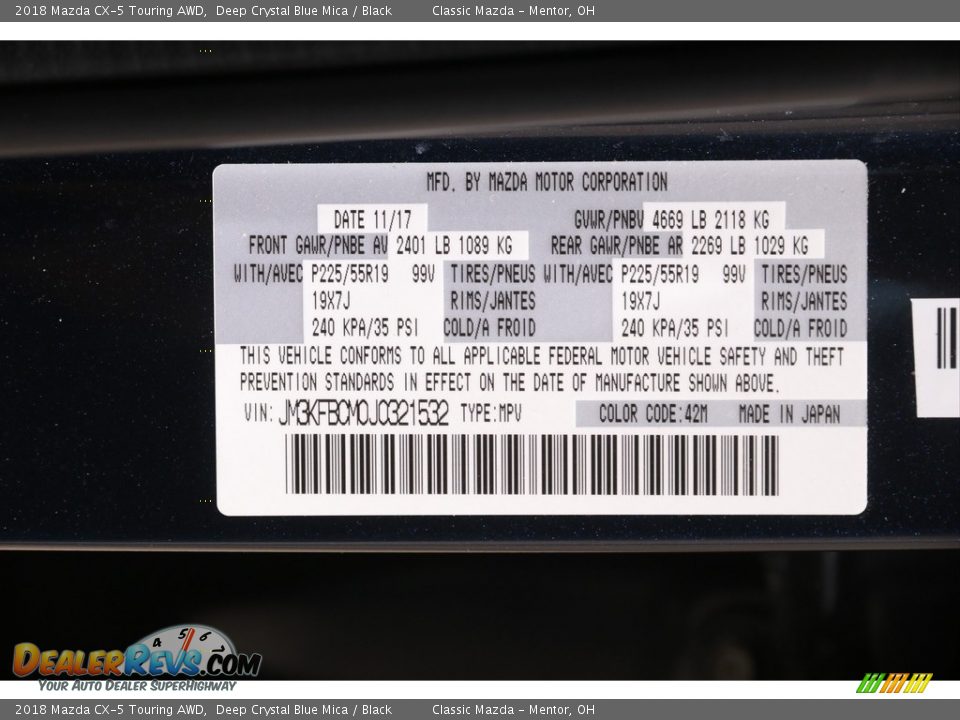 2018 Mazda CX-5 Touring AWD,  Deep Crystal Blue Mica / Black     Classic Mazda - Mentor, OH
MFD. BY MAZDA MOTOR CORPORATION
DATE 11/17     GVWR/PNBV 4669 LB 2118 KG
FRONT GAWR/PNBE AV 2401 LB 1089 KG   REAR GAWR/PNBE AR 2269 LB 1029 KG
WITH/AVEC P225/55R19  99V  TIRES/PNEUS WITH/AVEC P225/55R19  99V  TIRES/PNEUS
19X7J     RIMS/JANTES     19X7J     RIMS/JANTES
240 KPA/35 PSI  COLD/A FROID     240 KPA/35 PSI  COLD/A FROID
THIS VEHICLE CONFORMS TO ALL APPLICABLE FEDERAL MOTOR VEHICLE SAFETY AND THEFT
PREVENTION STANDARDS IN EFFECT ON THE DATE OF MANUFACTURE SHOWN ABOVE.
VIN: JM3KFBCM0J0321532 TYPE:MPV     COLOR CODE:42M   MADE IN JAPAN
4 5 6
DEALERREVS.COM
YOUR AUTO DEALER SUPERHIGHWAY
2018 Mazda CX-5 Touring AWD,  Deep Crystal Blue Mica / Black     Classic Mazda - Mentor, OH